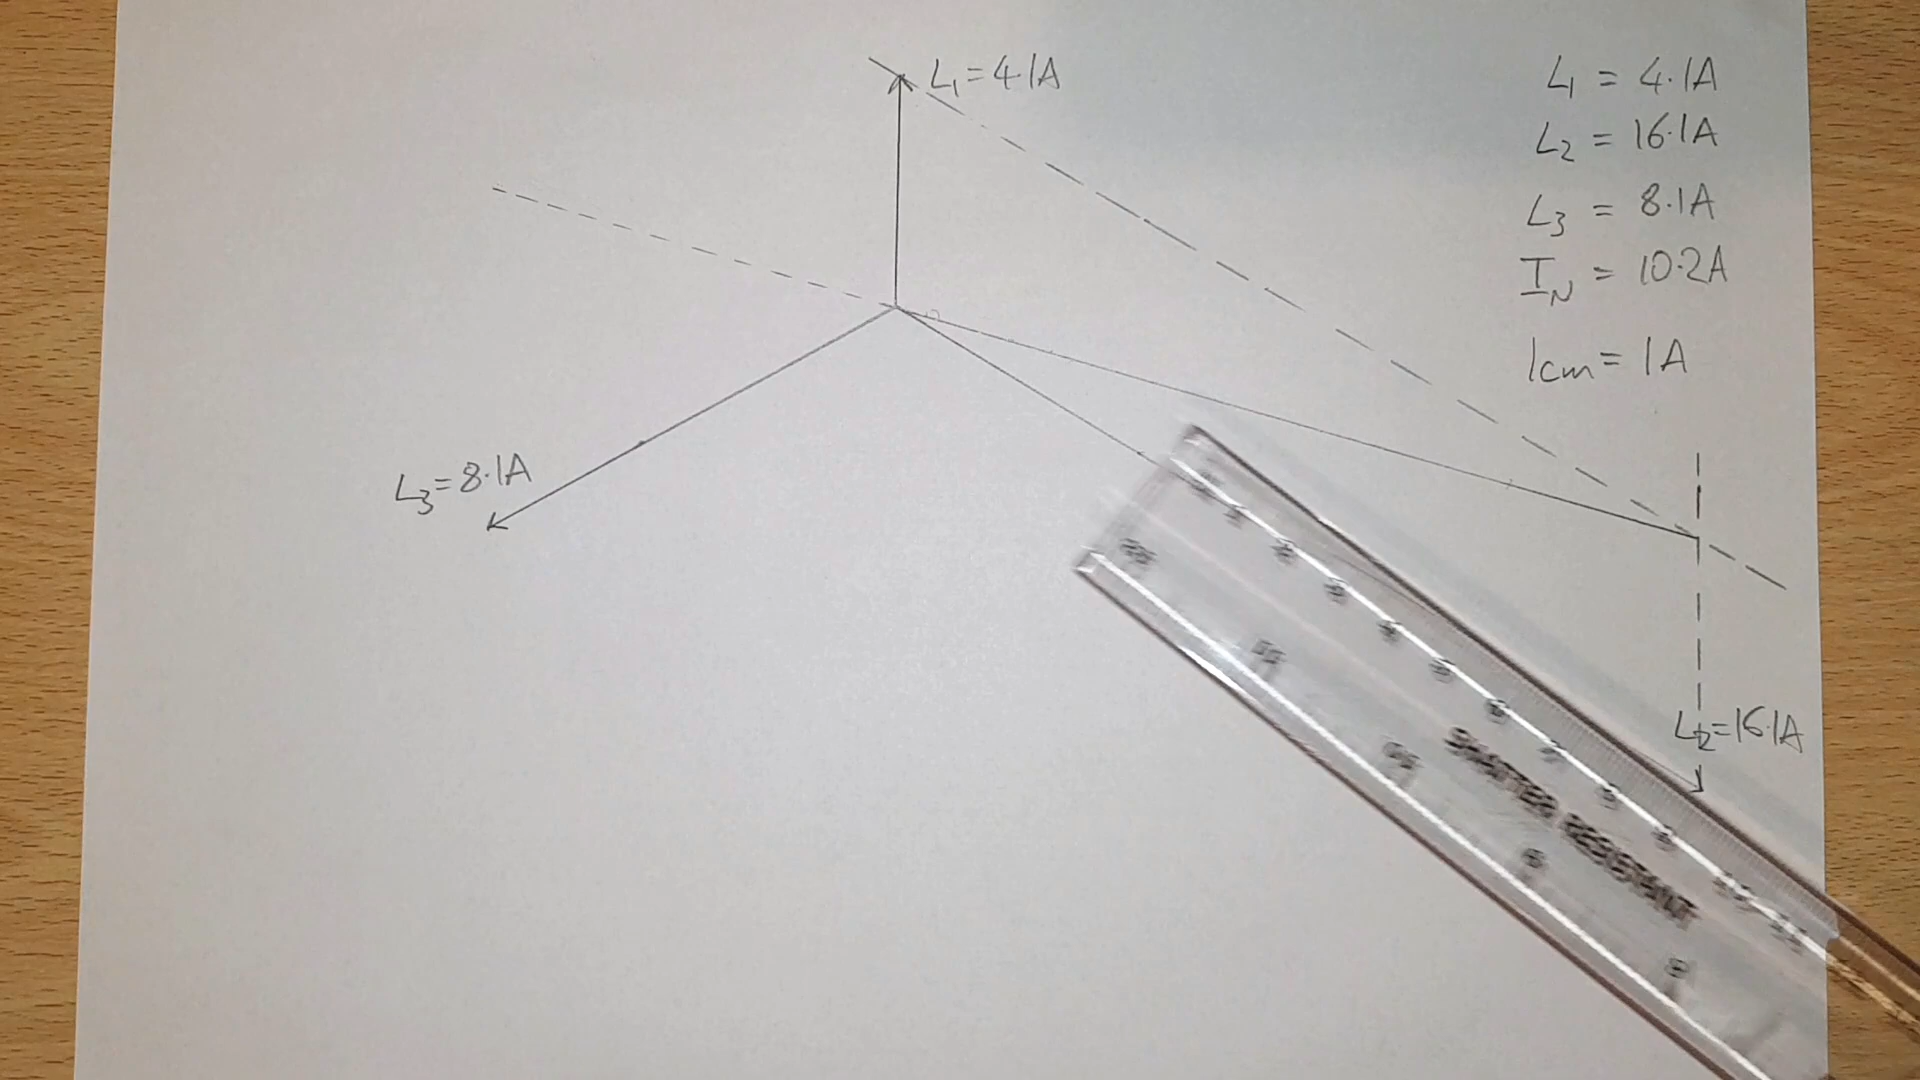 L₁=4.1A
L₁ = 4.1A
L₂ = 16.1A
L₃ = 8.1A
I_N = 10.2A
1cm = 1A
L₃=8.1A
L₂=16.1A
SHATTER RESISTANT